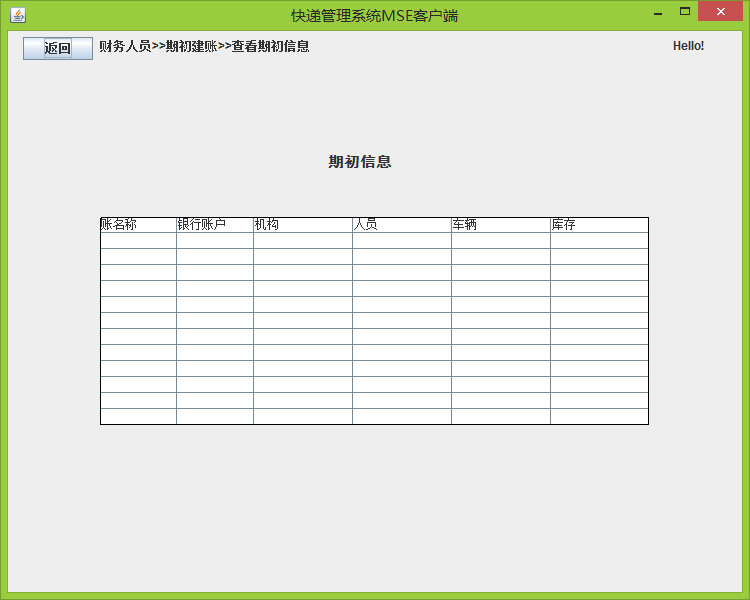 快递管理系统MSE客户端
返回 财务人员>>期初建账>>查看期初信息 Hello!
期初信息
账名称 银行账户 机构 人员 车辆 库存